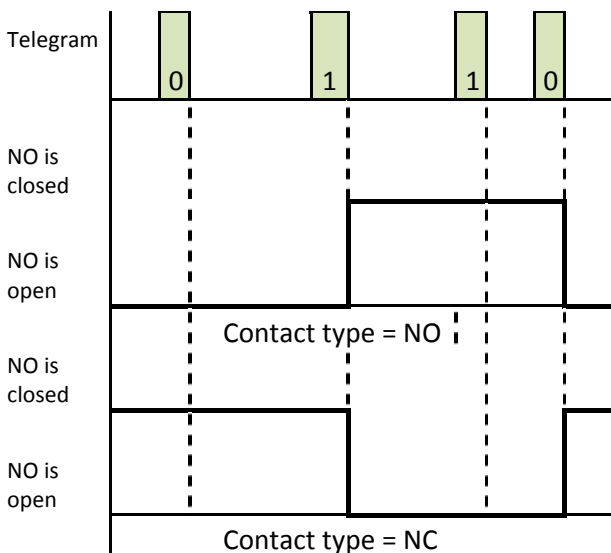 Telegram
0 1 1 0
NO is
closed
NO is
open
Contact type = NO
NO is
closed
NO is
open
Contact type = NC